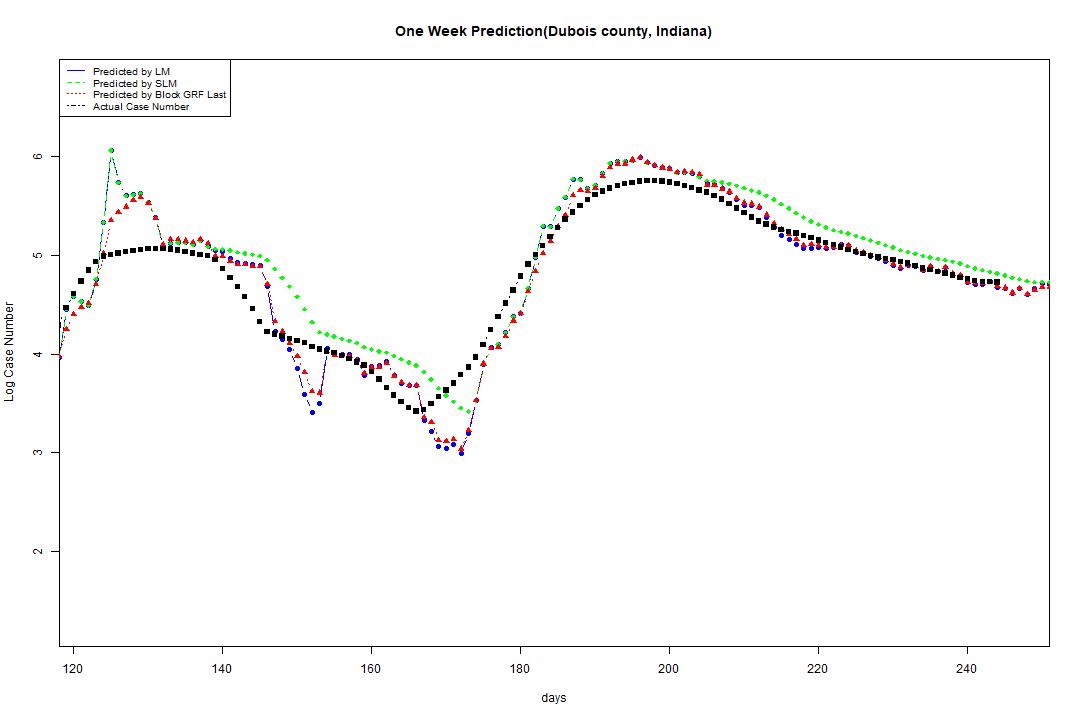 One Week Prediction(Dubois county, Indiana)
Predicted by LM
Predicted by SLM
Predicted by Block GRF Last
Actual Case Number
6
5
4
3
2
Log Case Number
120 140 160 180 200 220 240
days